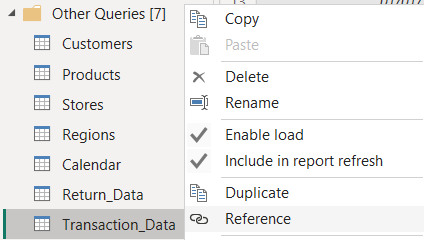 Other Queries [7]
Customers
Products
Stores
Regions
Calendar
Return_Data
Transaction_Data
Copy
Paste
Delete
Rename
Enable load
Include in report refresh
Duplicate
Reference